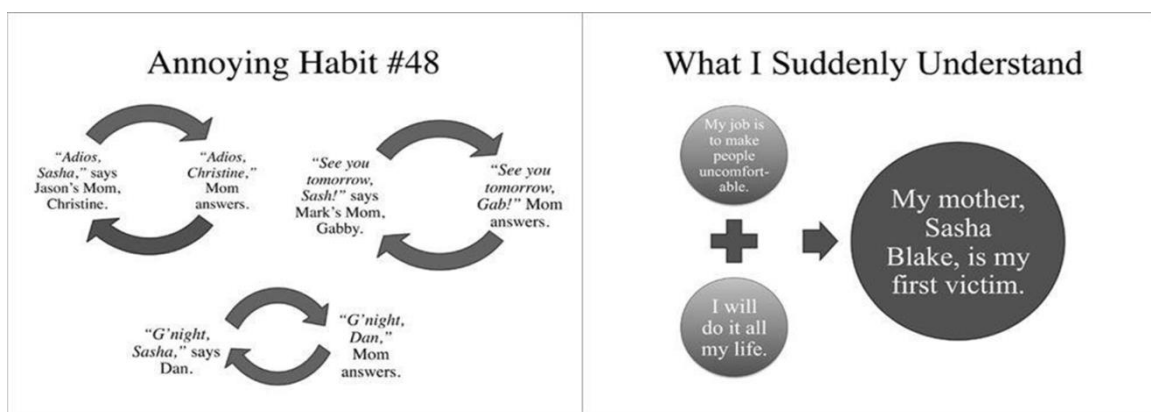 Annoying Habit #48
“Adios,
Sasha,” says
Jason’s Mom,
Christine.
“Adios,
Christine,”
Mom
answers.
“See you
tomorrow,
Sash!” says
Mark’s Mom,
Gabby.
“See you
tomorrow,
Gab!” Mom
answers.
“G’night,
Sasha,” says
Dan.
“G’night,
Dan,”
Mom
answers.
What I Suddenly Understand
My job is
to make
people
uncomfort-
able.
I will
do it all
my life.
My mother,
Sasha
Blake, is my
first victim.